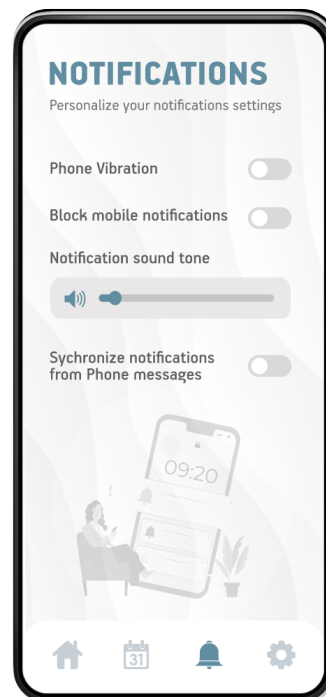 NOTIFICATIONS
Personalize your notifications settings
Phone Vibration
Block mobile notifications
Notification sound tone
Sychronize notifications
from Phone messages
09:20
!
31